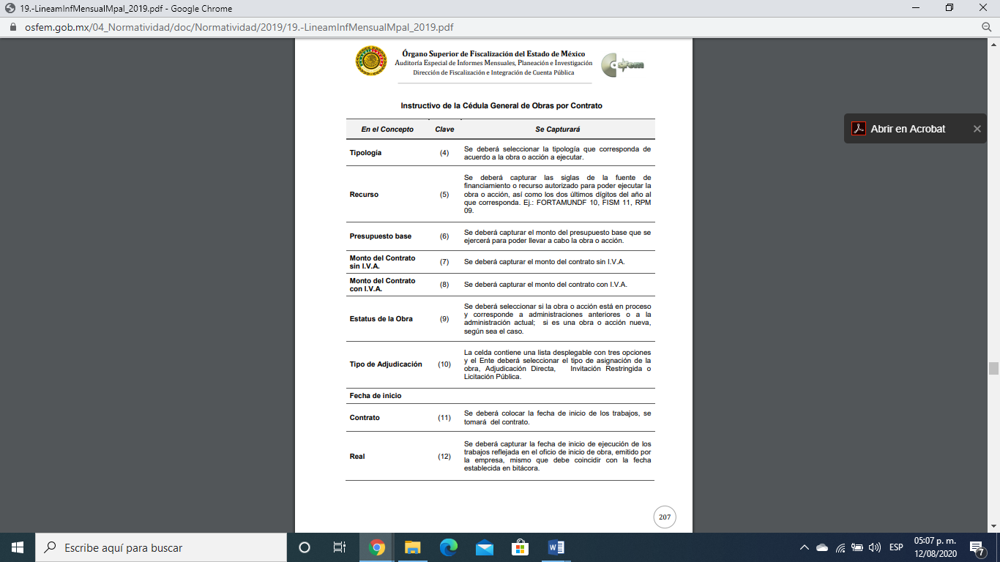 19.-LineamInfMensualMpal_2019.pdf - Google Chrome
osfem.gob.mx/04_Normatividad/doc/Normatividad/2019/19.-LineamInfMensualMpal_2019.pdf
Órgano Superior de Fiscalización del Estado de México
Auditoría Especial de Informes Mensuales, Planeación e Investigación
Dirección de Fiscalización e Integración de Cuenta Pública
osfem
Instructivo de la Cédula General de Obras por Contrato
En el Concepto Clave Se Capturará
Tipología (4) Se deberá seleccionar la tipología que corresponda de
acuerdo a la obra o acción a ejecutar.
Recurso (5) Se deberá capturar las siglas de la fuente de
financiamiento o recurso autorizado para poder ejecutar la
obra o acción, así como los dos últimos dígitos del año al
que corresponda. Ej.: FORTAMUNDF 10, FISM 11, RPM
09.
Presupuesto base (6) Se deberá capturar el monto del presupuesto base que se
ejercerá para poder llevar a cabo la obra o acción.
Monto del Contrato
sin I.V.A. (7) Se deberá capturar el monto del contrato sin I.V.A.
Monto del Contrato
con I.V.A. (8) Se deberá capturar el monto del contrato con I.V.A.
Estatus de la Obra (9) Se deberá seleccionar si la obra o acción está en proceso
y corresponde a administraciones anteriores o a la
administración actual; si es una obra o acción nueva,
según sea el caso.
Tipo de Adjudicación (10) La celda contiene una lista desplegable con tres opciones
y el Ente deberá seleccionar el tipo de asignación de la
obra, Adjudicación Directa, Invitación Restringida o
Licitación Pública.
Fecha de inicio
Contrato (11) Se deberá colocar la fecha de inicio de los trabajos, se
tomará del contrato.
Real (12) Se deberá capturar la fecha de inicio de ejecución de los
trabajos reflejada en el oficio de inicio de obra, emitido por
la empresa, mismo que debe coincidir con la fecha
establecida en bitácora.
207
Abrir en Acrobat
Escribe aquí para buscar
ESP
05:07 p. m.
12/08/2020
7